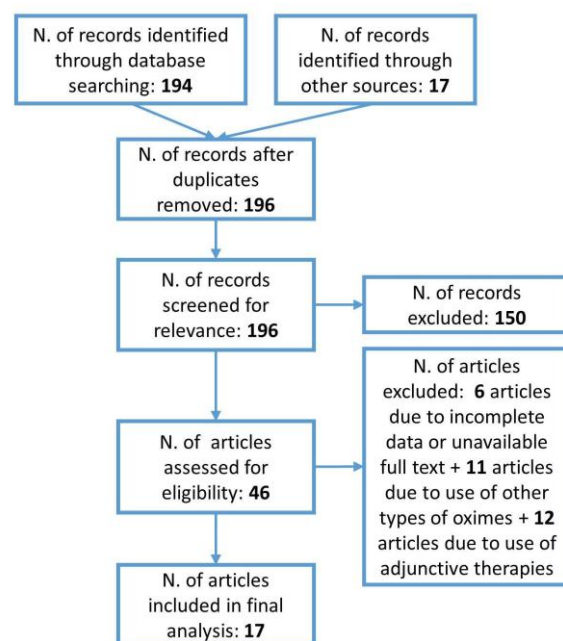 N. of records identified
through database
searching: 194
N. of records
identified through
other sources: 17
N. of records after
duplicates
removed: 196
N. of records
screened for
relevance: 196
N. of records
excluded: 150
N. of articles
assessed for
eligibility: 46
N. of articles
excluded: 6 articles
due to incomplete
data or unavailable
full text + 11 articles
due to use of other
types of oximes + 12
articles due to use of
adjunctive therapies
N. of articles
included in final
analysis: 17